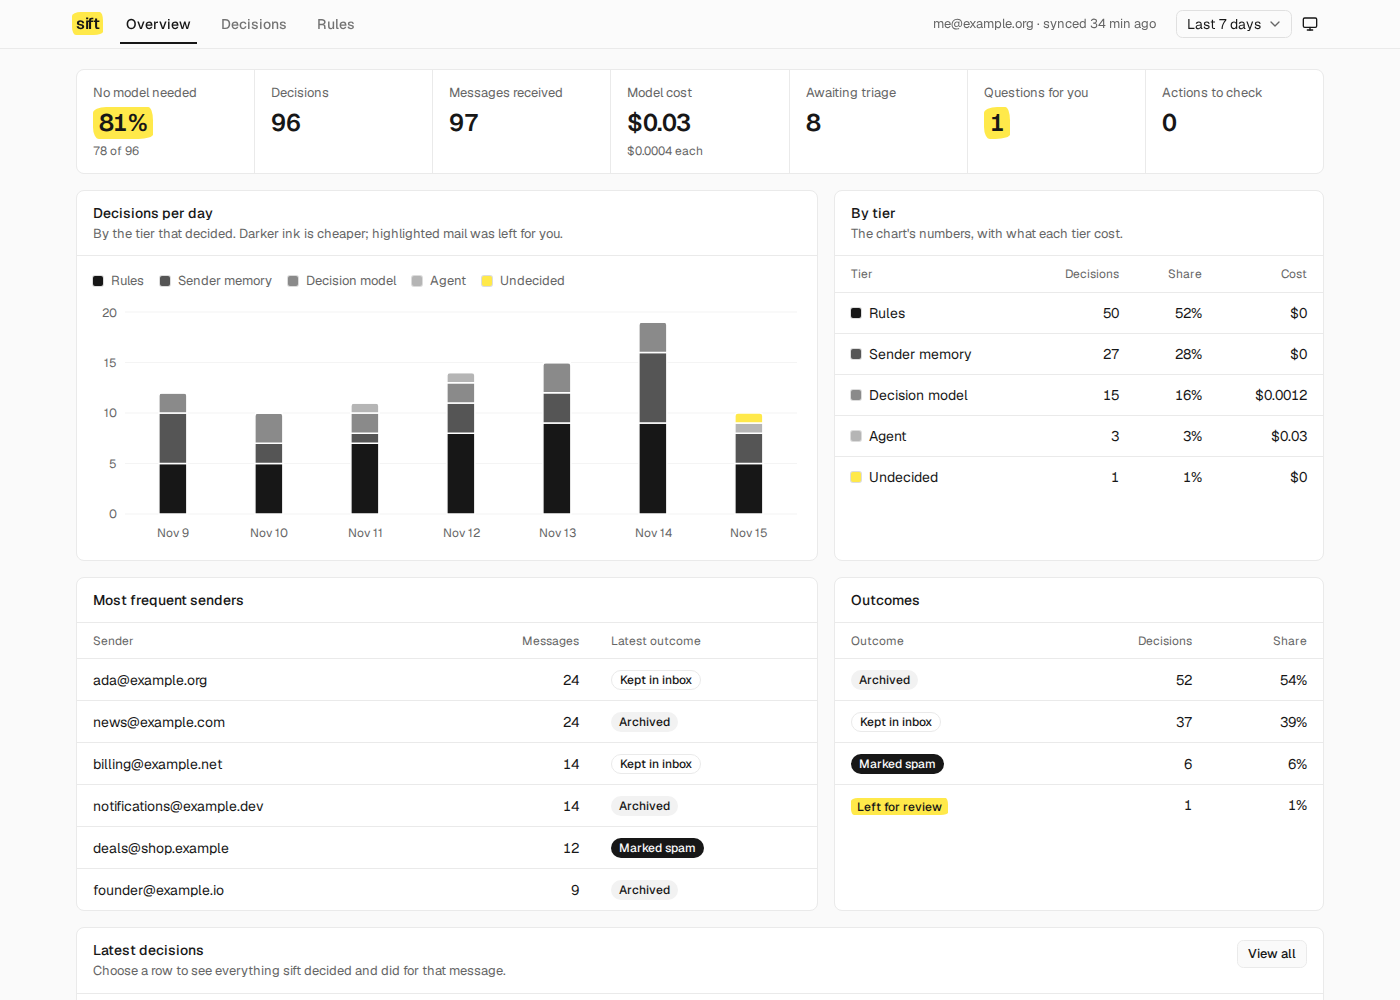 sift Overview Decisions Rules me@example.org · synced 34 min ago Last 7 days
No model needed Decisions Messages received Model cost Awaiting triage Questions for you Actions to check
81% 96 97 $0.03 8 1 0
78 of 96 $0.0004 each
Decisions per day
By the tier that decided. Darker ink is cheaper; highlighted mail was left for you.
Rules Sender memory Decision model Agent Undecided
20
15
10
5
0
Nov 9 Nov 10 Nov 11 Nov 12 Nov 13 Nov 14 Nov 15
By tier
The chart's numbers, with what each tier cost.
Tier Decisions Share Cost
Rules 50 52% $0
Sender memory 27 28% $0
Decision model 15 16% $0.0012
Agent 3 3% $0.03
Undecided 1 1% $0
Most frequent senders
Sender Messages Latest outcome
ada@example.org 24 Kept in inbox
news@example.com 24 Archived
billing@example.net 14 Kept in inbox
notifications@example.dev 14 Archived
deals@shop.example 12 Marked spam
founder@example.io 9 Archived
Outcomes
Outcome Decisions Share
Archived 52 54%
Kept in inbox 37 39%
Marked spam 6 6%
Left for review 1 1%
Latest decisions
Choose a row to see everything sift decided and did for that message.
View all